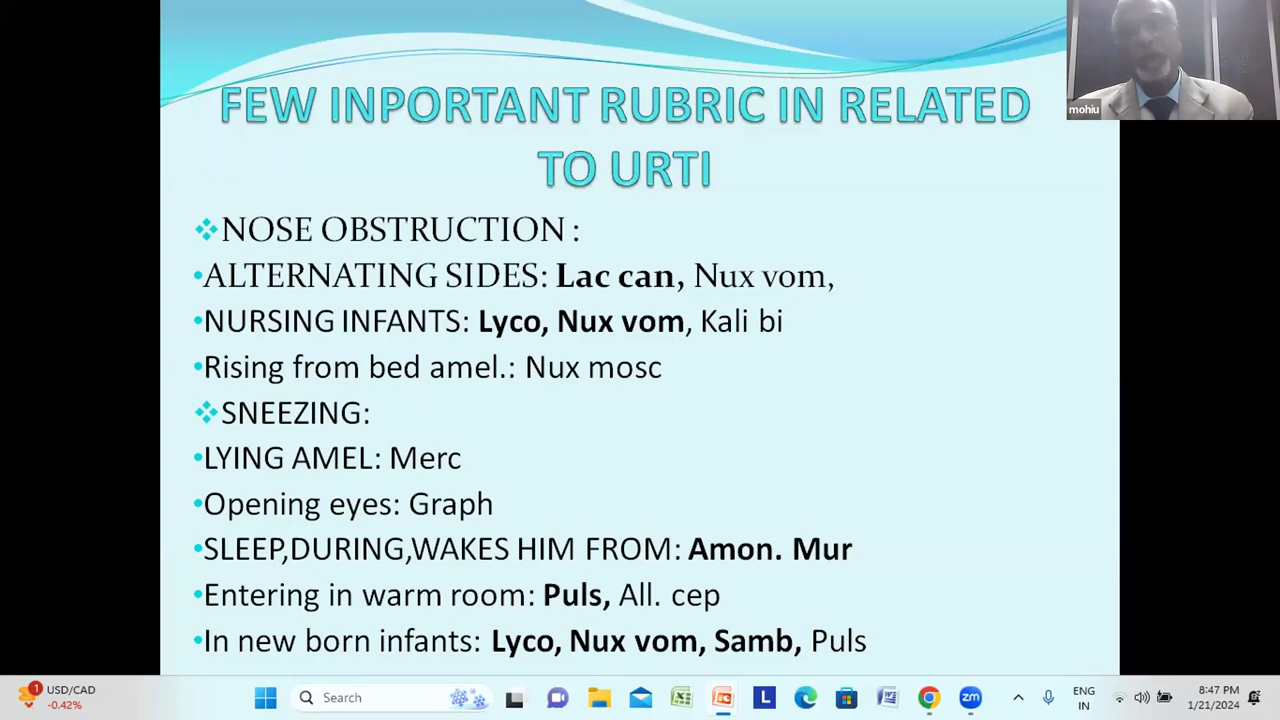 FEW INPORTANT RUBRIC IN RELATED
TO URTI
mohiu
NOSE OBSTRUCTION :
ALTERNATING SIDES: Lac can, Nux vom,
NURSING INFANTS: Lyco, Nux vom, Kali bi
Rising from bed amel.: Nux mosc
SNEEZING:
LYING AMEL: Merc
Opening eyes: Graph
SLEEP,DURING,WAKES HIM FROM: Amon. Mur
Entering in warm room: Puls, All. cep
In new born infants: Lyco, Nux vom, Samb, Puls
1
USD/CAD
-0.42%
Search
L
zm
ENG
IN
8:47 PM
1/21/2024